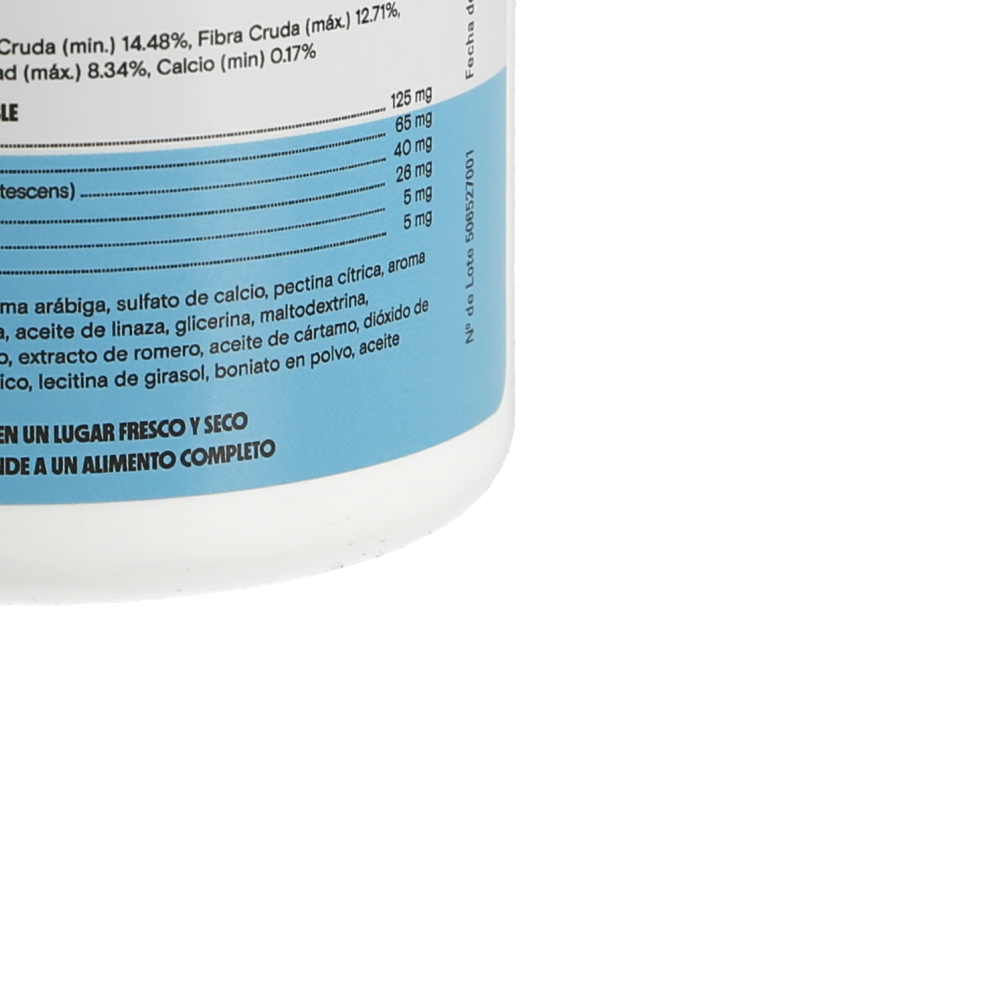 Cruda (min.) 14.48%, Fibra Cruda (máx.) 12.71%,
ad (máx.) 8.34%, Calcio (min) 0.17%
LE
125 mg
65 mg
tescens) 40 mg
26 mg
5 mg
5 mg
ma arábiga, sulfato de calcio, pectina cítrica, aroma
a, aceite de linaza, glicerina, maltodextrina,
o, extracto de romero, aceite de cártamo, dióxido de
ico, lecitina de girasol, boniato en polvo, aceite
EN UN LUGAR FRESCO Y SECO
NDE A UN ALIMENTO COMPLETO
Fecha de
Nº de Lote 506527001